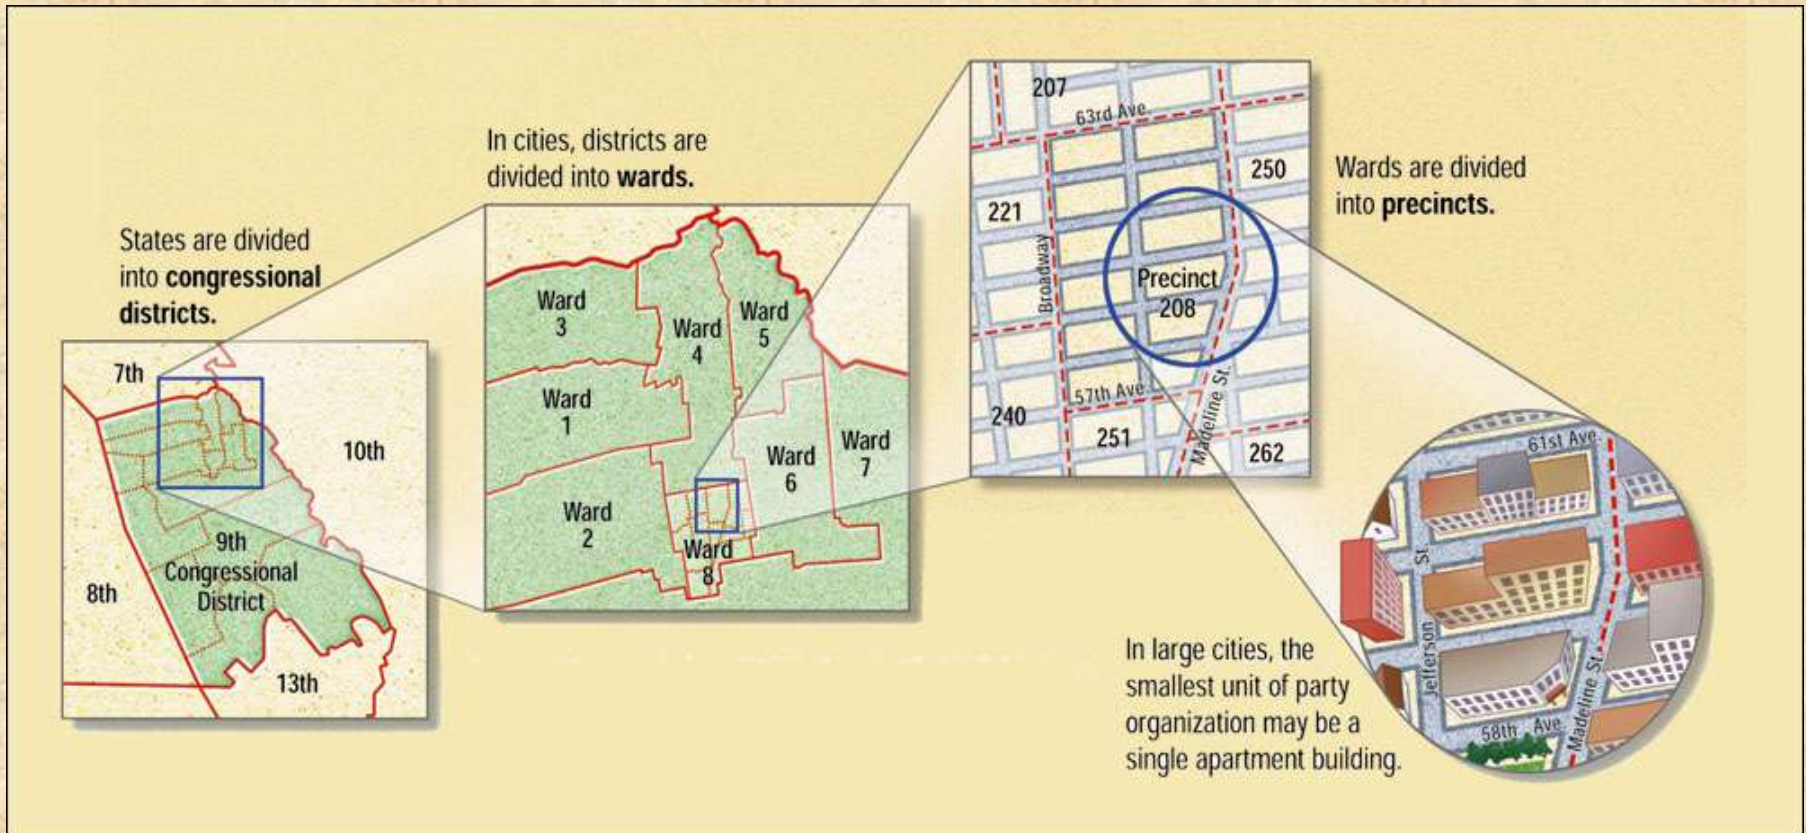 States are divided
into congressional
districts.
7th
10th
9th
Congressional
District
8th
13th
In cities, districts are
divided into wards.
Ward
3
Ward
4
Ward
5
Ward
1
Ward
6
Ward
7
Ward
2
Ward
8
207
63rd Ave.
250
221
Broadway
Precinct
208
57th Ave.
240
251
Madeline St.
262
Wards are divided
into precincts.
61st Ave.
Jefferson St.
Madeline St.
58th Ave.
In large cities, the
smallest unit of party
organization may be a
single apartment building.